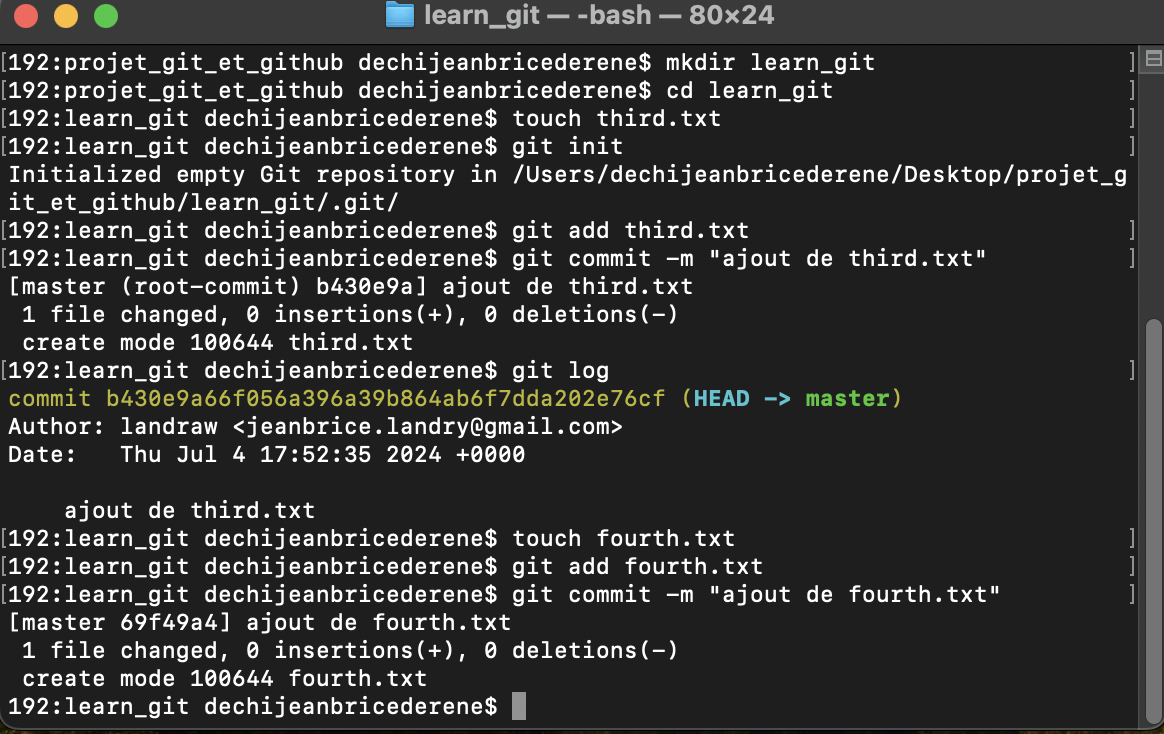 learn_git — -bash — 80×24
[192:projet_git_et_github dechijeanbricederene$ mkdir learn_git ]
[192:projet_git_et_github dechijeanbricederene$ cd learn_git ]
[192:learn_git dechijeanbricederene$ touch third.txt ]
[192:learn_git dechijeanbricederene$ git init ]
Initialized empty Git repository in /Users/dechijeanbricederene/Desktop/projet_g
it_et_github/learn_git/.git/
[192:learn_git dechijeanbricederene$ git add third.txt ]
[192:learn_git dechijeanbricederene$ git commit -m "ajout de third.txt" ]
[master (root-commit) b430e9a] ajout de third.txt
 1 file changed, 0 insertions(+), 0 deletions(-)
 create mode 100644 third.txt
[192:learn_git dechijeanbricederene$ git log ]
commit b430e9a66f056a396a39b864ab6f7dda202e76cf (HEAD -> master)
Author: landraw <jeanbrice.landry@gmail.com>
Date:   Thu Jul 4 17:52:35 2024 +0000
    ajout de third.txt
[192:learn_git dechijeanbricederene$ touch fourth.txt ]
[192:learn_git dechijeanbricederene$ git add fourth.txt ]
[192:learn_git dechijeanbricederene$ git commit -m "ajout de fourth.txt" ]
[master 69f49a4] ajout de fourth.txt
 1 file changed, 0 insertions(+), 0 deletions(-)
 create mode 100644 fourth.txt
192:learn_git dechijeanbricederene$